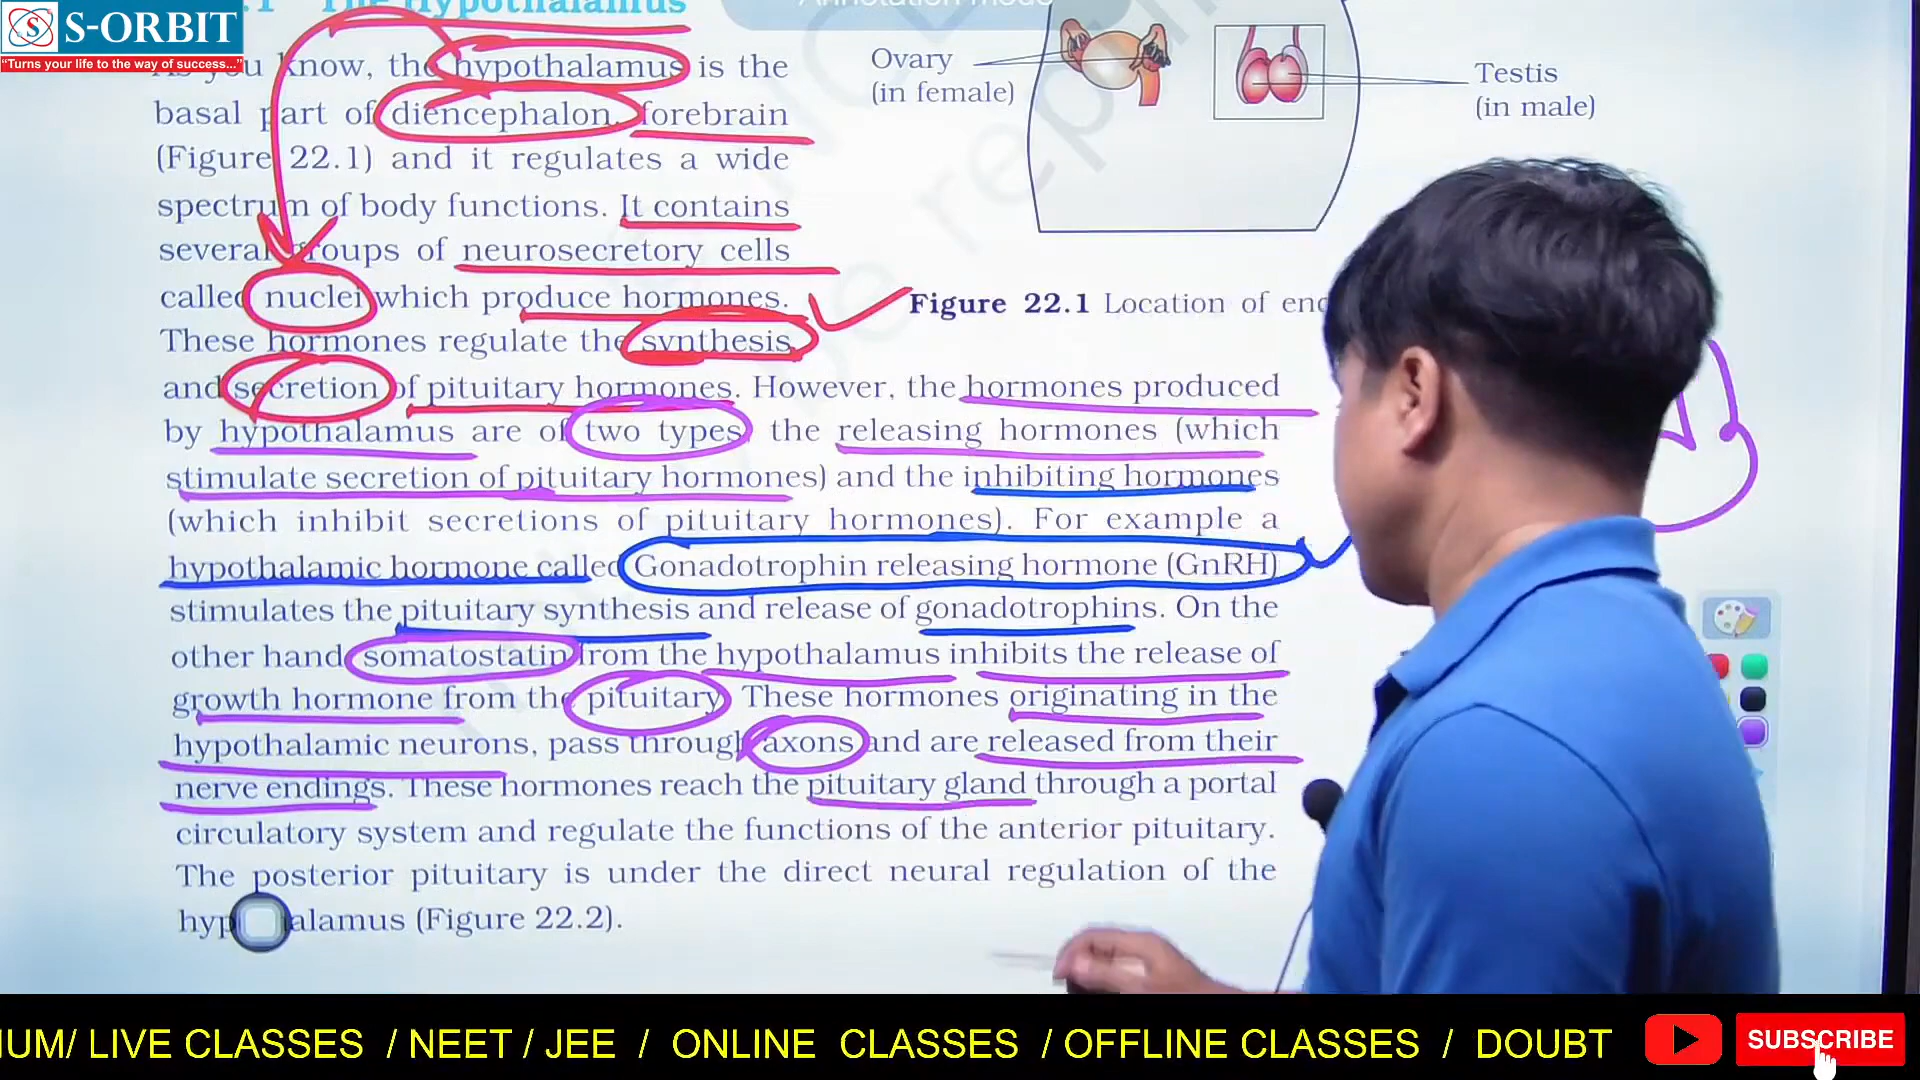 The Hypothalamus
Annotation mode
S-ORBIT
"Turns your life to the way of success..."
you know, the hypothalamus is the
basal part of diencephalon, forebrain
(Figure 22.1) and it regulates a wide
spectrum of body functions. It contains
several groups of neurosecretory cells
called nuclei which produce hormones.
These hormones regulate the synthesis
and secretion of pituitary hormones. However, the hormones produced
by hypothalamus are of two types, the releasing hormones (which
stimulate secretion of pituitary hormones) and the inhibiting hormones
(which inhibit secretions of pituitary hormones). For example a
hypothalamic hormone called Gonadotrophin releasing hormone (GnRH)
stimulates the pituitary synthesis and release of gonadotrophins. On the
other hand somatostatin from the hypothalamus inhibits the release of
growth hormone from the pituitary. These hormones originating in the
hypothalamic neurons, pass through axons and are released from their
nerve endings. These hormones reach the pituitary gland through a portal
circulatory system and regulate the functions of the anterior pituitary.
The posterior pituitary is under the direct neural regulation of the
hyp alamus (Figure 22.2).
Ovary
(in female)
Testis
(in male)
Figure 22.1 Location of end
IUM/ LIVE CLASSES / NEET / JEE / ONLINE CLASSES / OFFLINE CLASSES / DOUBT
SUBSCRIBE